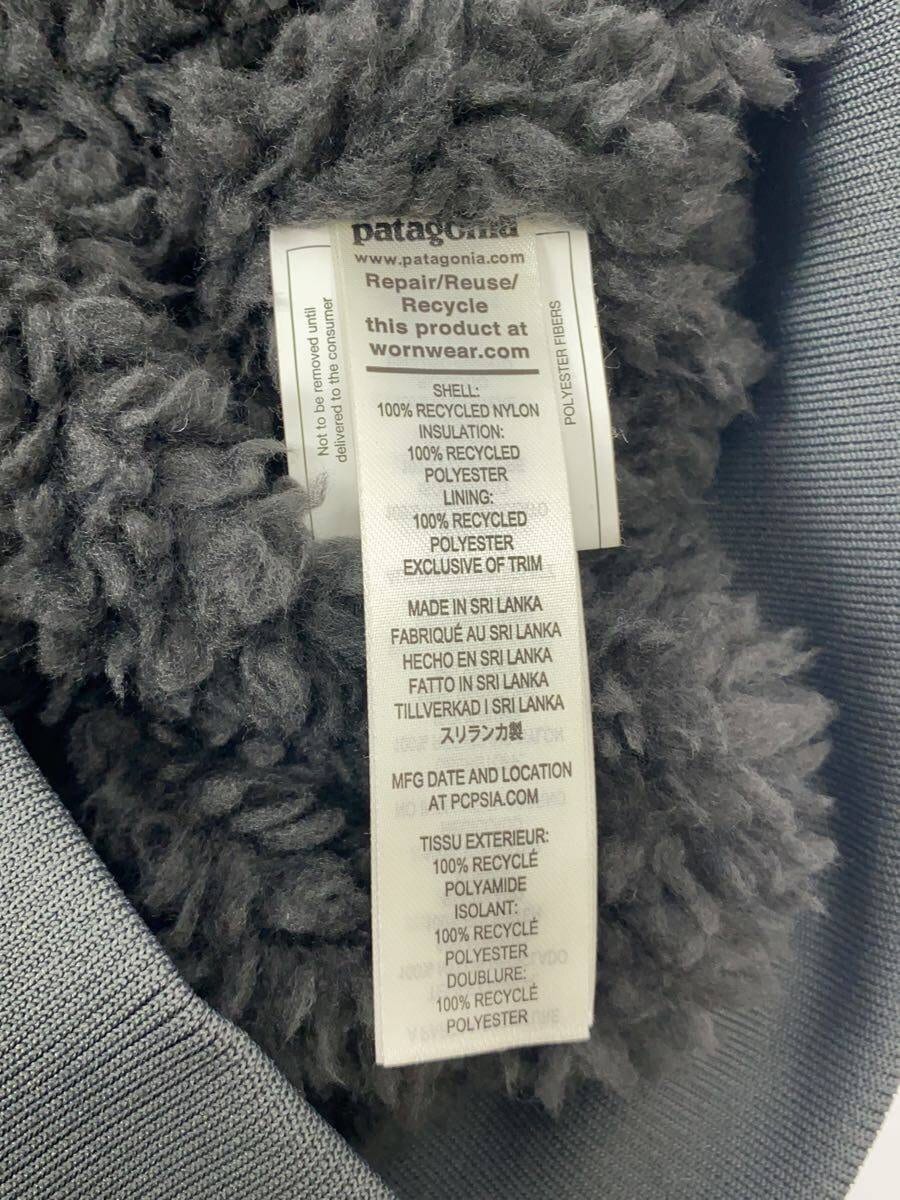 patagonia
www.patagonia.com
Repair/Reuse/
Recycle
this product at
wornwear.com
SHELL:
100% RECYCLED NYLON
INSULATION:
100% RECYCLED
POLYESTER
LINING:
100% RECYCLED
POLYESTER
EXCLUSIVE OF TRIM
MADE IN SRI LANKA
FABRIQUÉ AU SRI LANKA
HECHO EN SRI LANKA
FATTO IN SRI LANKA
TILLVERKAD I SRI LANKA
スリランカ製
MFG DATE AND LOCATION
AT PCPSIA.COM
TISSU EXTERIEUR:
100% RECYCLÉ
POLYAMIDE
ISOLANT:
100% RECYCLÉ
POLYESTER
DOUBLURE:
100% RECYCLÉ
POLYESTER
Not to be removed until
delivered to the consumer
POLYESTER FIBERS